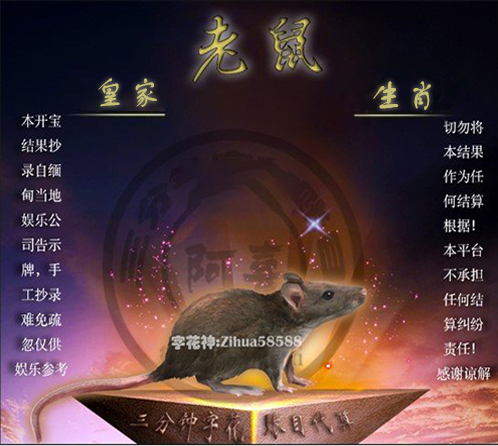 老鼠
皇家
生肖
本开宝
结果抄
录自缅
甸当地
娱乐公
司告示
牌，手
工抄录
难免疏
忽仅供
娱乐参考
切勿将
本结果
作为任
何结算
根据！
本平台
不承担
任何结
算纠纷
责任！
感谢谅解
字花神:Zihua58588
三分钟字花 账目代算